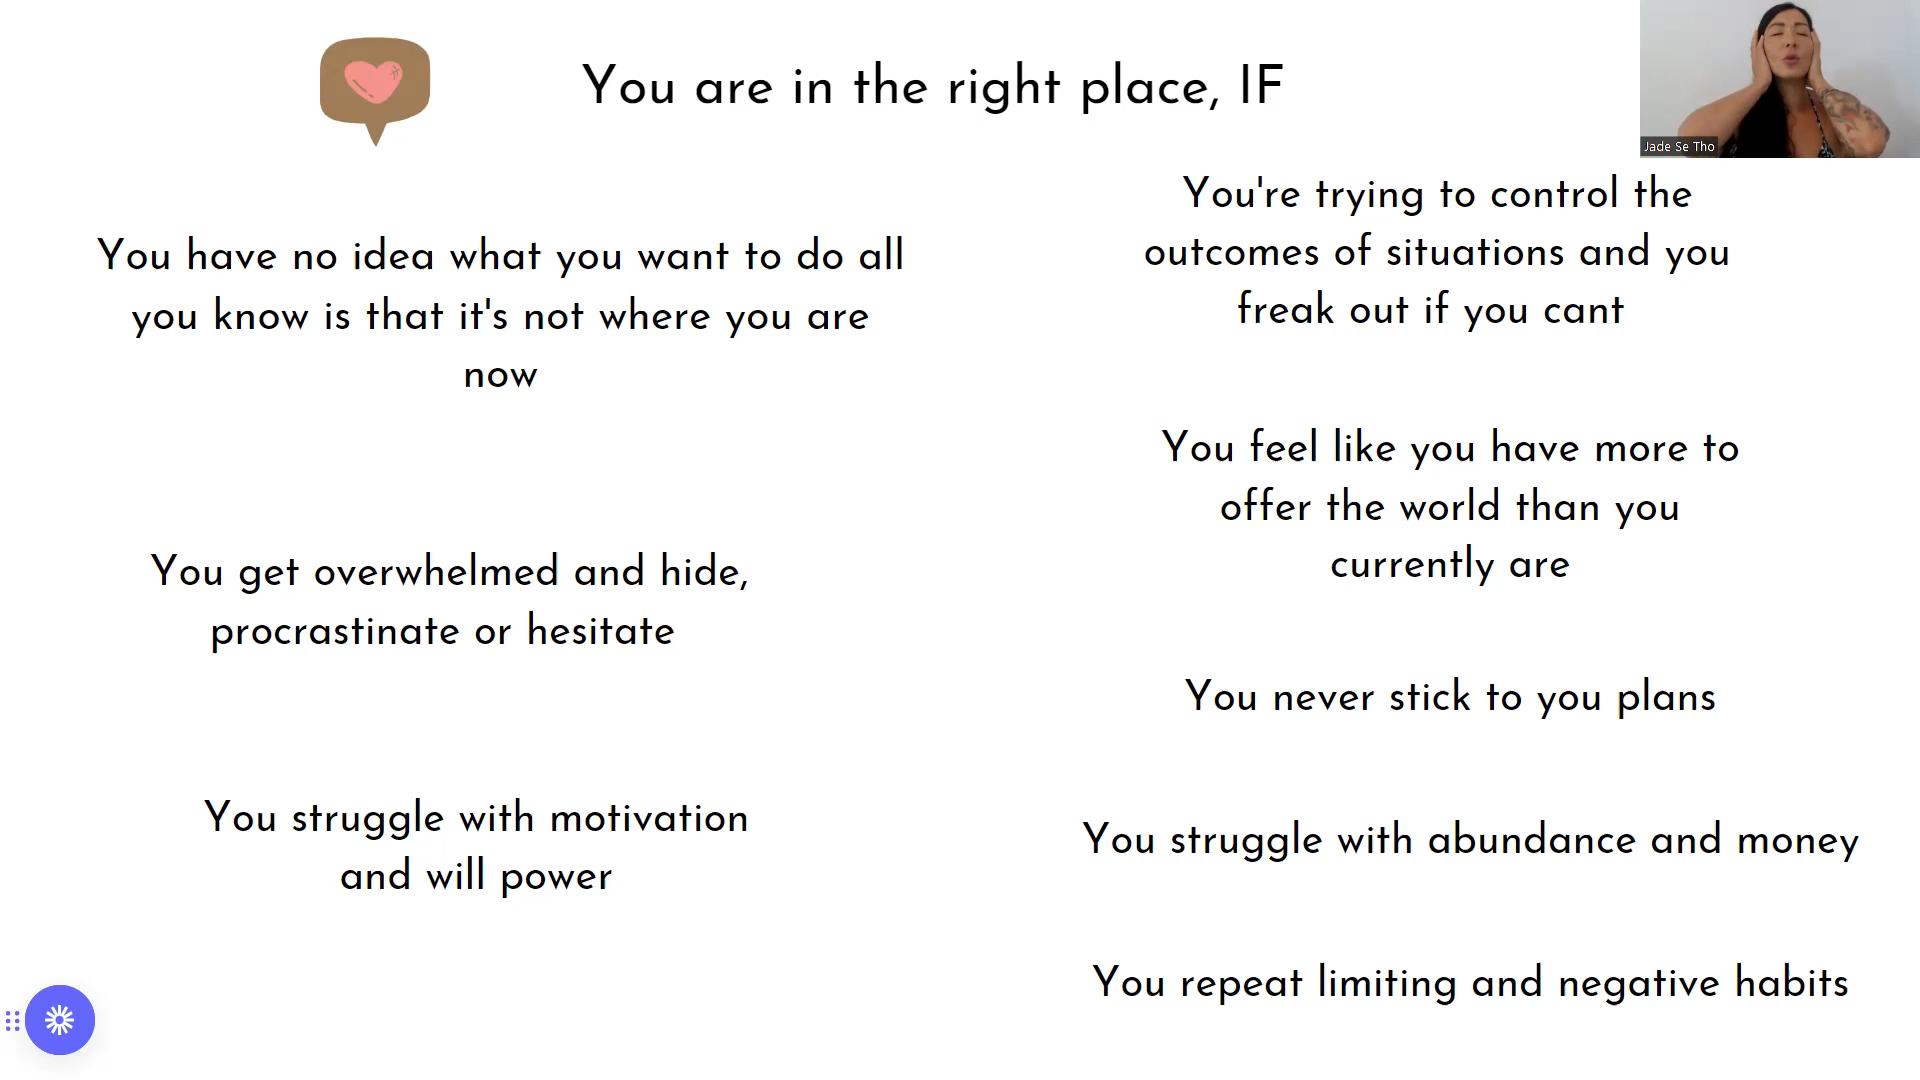 You are in the right place, IF
Jade Se Tho
You have no idea what you want to do all
you know is that it's not where you are
now
You get overwhelmed and hide,
procrastinate or hesitate
You struggle with motivation
and will power
You're trying to control the
outcomes of situations and you
freak out if you cant
You feel like you have more to
offer the world than you
currently are
You never stick to you plans
You struggle with abundance and money
You repeat limiting and negative habits